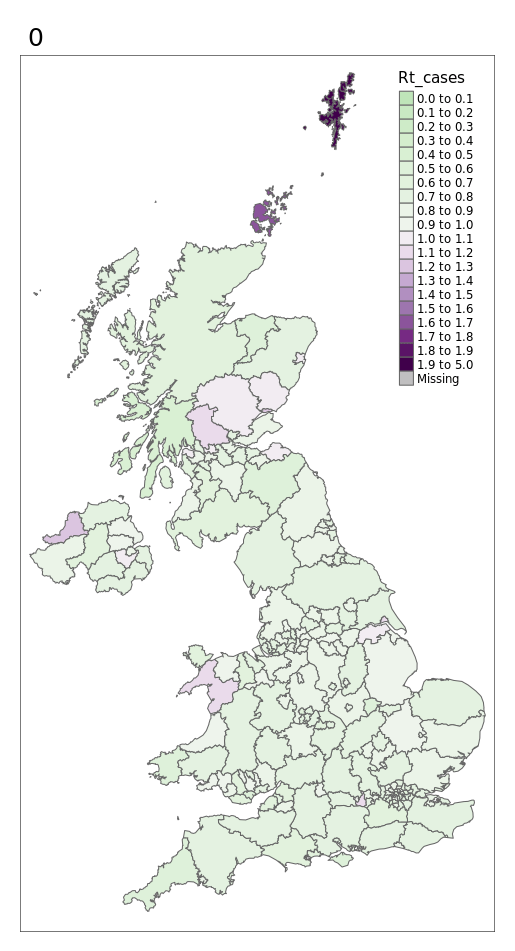 0
Rt_cases
0.0 to 0.1
0.1 to 0.2
0.2 to 0.3
0.3 to 0.4
0.4 to 0.5
0.5 to 0.6
0.6 to 0.7
0.7 to 0.8
0.8 to 0.9
0.9 to 1.0
1.0 to 1.1
1.1 to 1.2
1.2 to 1.3
1.3 to 1.4
1.4 to 1.5
1.5 to 1.6
1.6 to 1.7
1.7 to 1.8
1.8 to 1.9
1.9 to 5.0
Missing